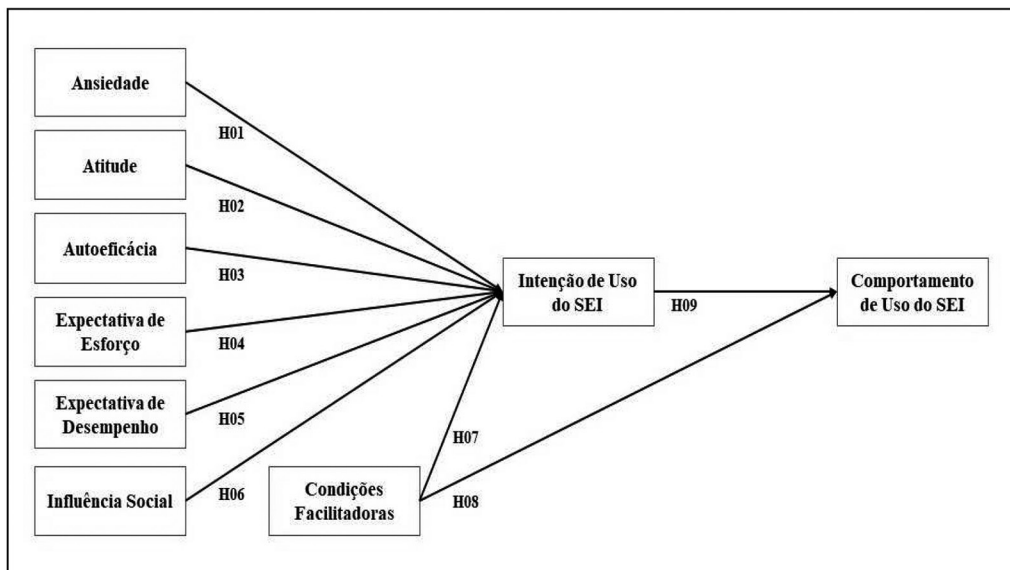 Ansiedade
H01
Atitude
H02
Autoeficácia
H03
Expectativa de
Esforço
H04
Expectativa de
Desempenho
H05
Influência Social
H06
Condições
Facilitadoras
H07
H08
Intenção de Uso
do SEI
H09
Comportamento
de Uso do SEI